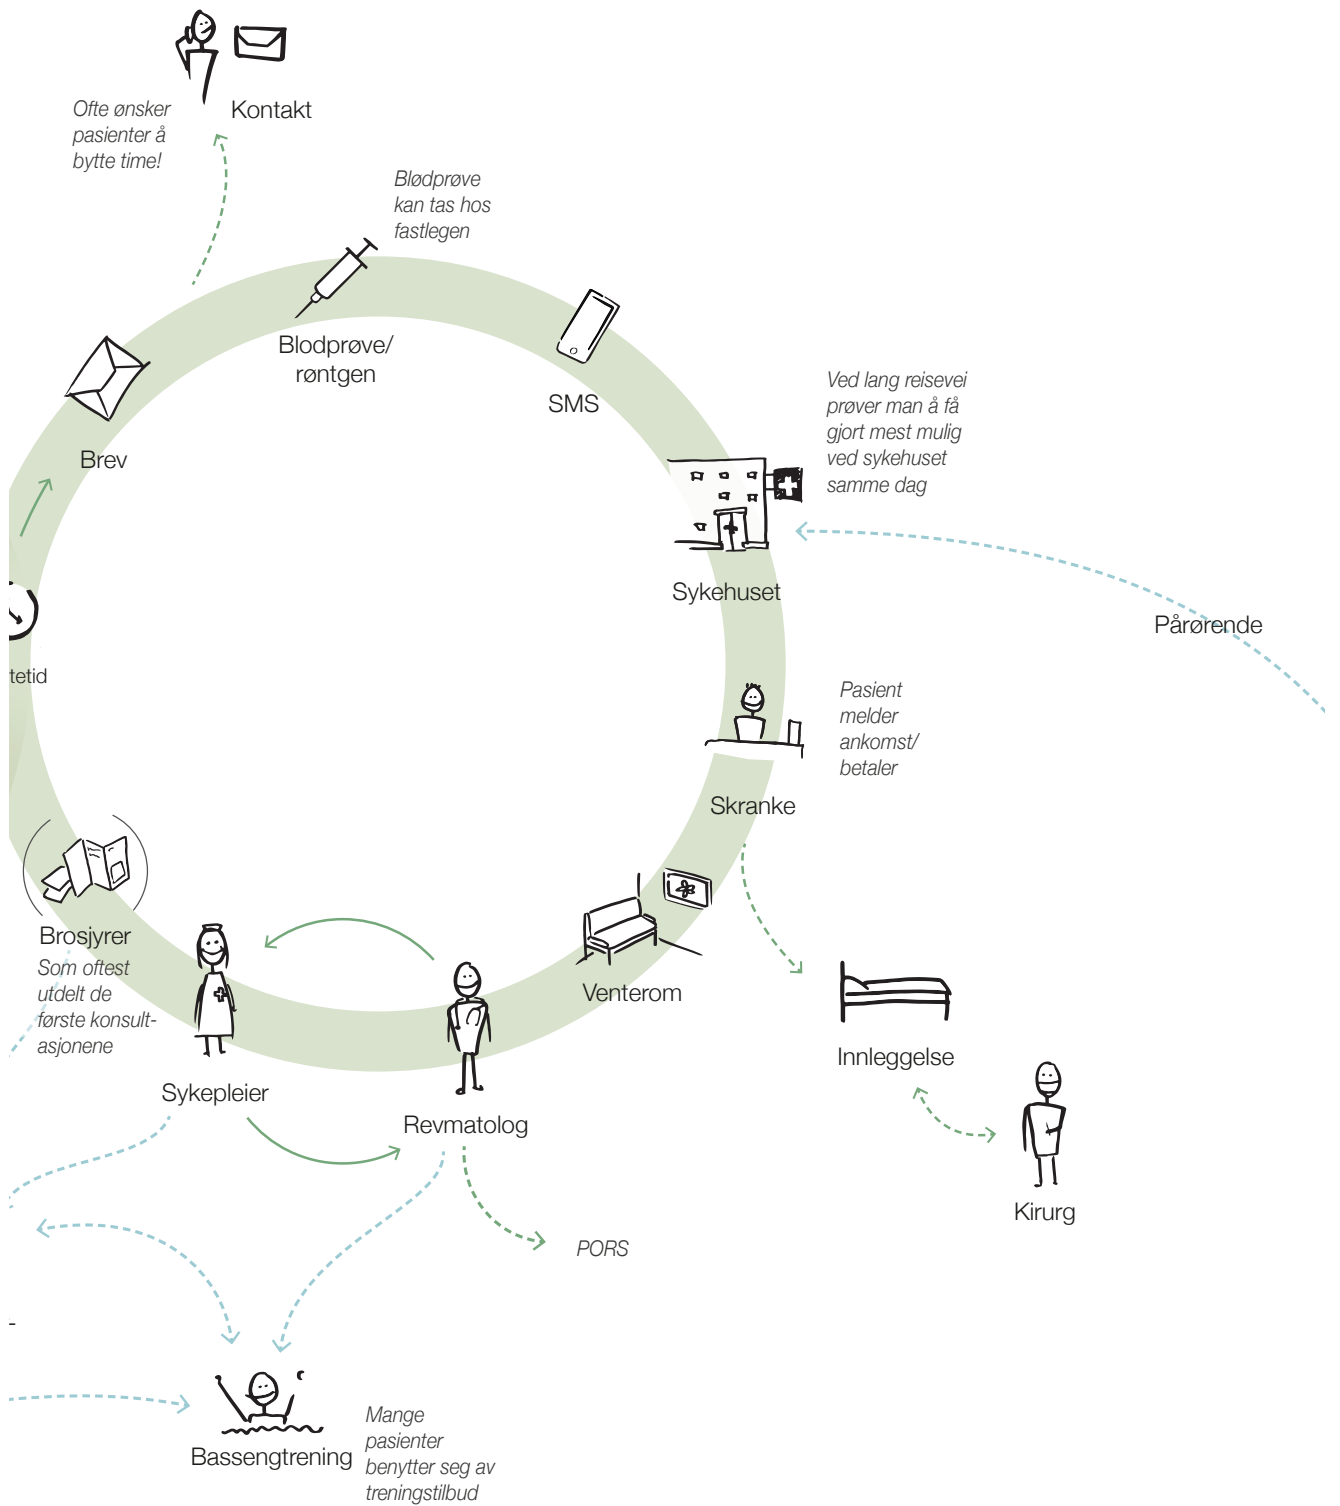 Ofte ønsker
pasienter å
bytte time!
Kontakt
Blødprøve
kan tas hos
fastlegen
Blodprøve/
røntgen
SMS
Brev
Ved lang reisevei
prøver man å få
gjort mest mulig
ved sykehuset
samme dag
Sykehuset
Pårørende
tetid
Pasient
melder
ankomst/
betaler
Skranke
Brosjyrer
Som oftest
utdelt de
første konsult-
asjonene
Venterom
Innleggelse
Sykepleier
Revmatolog
Kirurg
PORS
-
Bassengtrening
Mange
pasienter
benytter seg av
treningstilbud